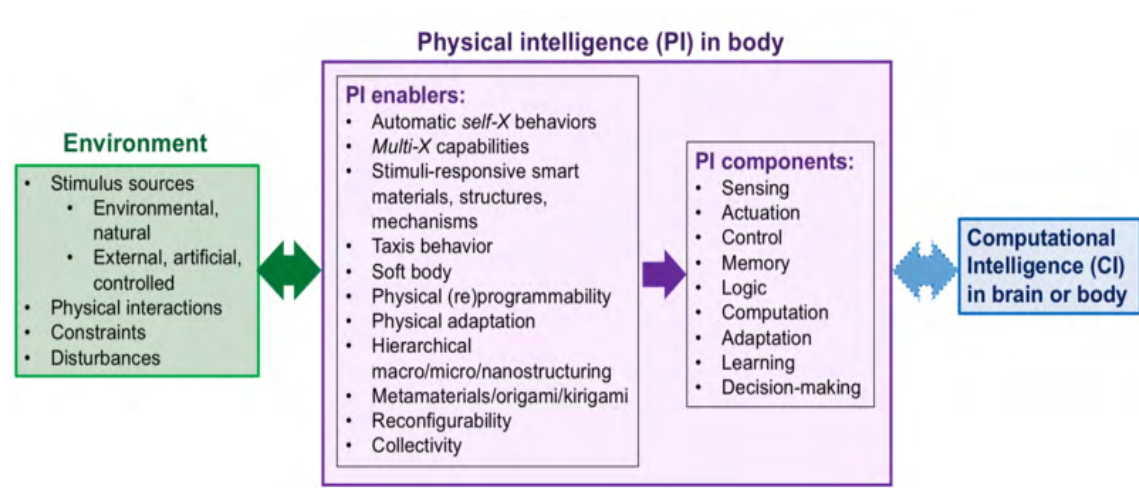 Physical intelligence (PI) in body
Environment
• Stimulus sources
• Environmental,
natural
• External, artificial,
controlled
• Physical interactions
• Constraints
• Disturbances
PI enablers:
• Automatic self-X behaviors
• Multi-X capabilities
• Stimuli-responsive smart
materials, structures,
mechanisms
• Taxis behavior
• Soft body
• Physical (re)programmability
• Physical adaptation
• Hierarchical
macro/micro/nanostructuring
• Metamaterials/origami/kirigami
• Reconfigurability
• Collectivity
PI components:
• Sensing
• Actuation
• Control
• Memory
• Logic
• Computation
• Adaptation
• Learning
• Decision-making
Computational
Intelligence (CI)
in brain or body